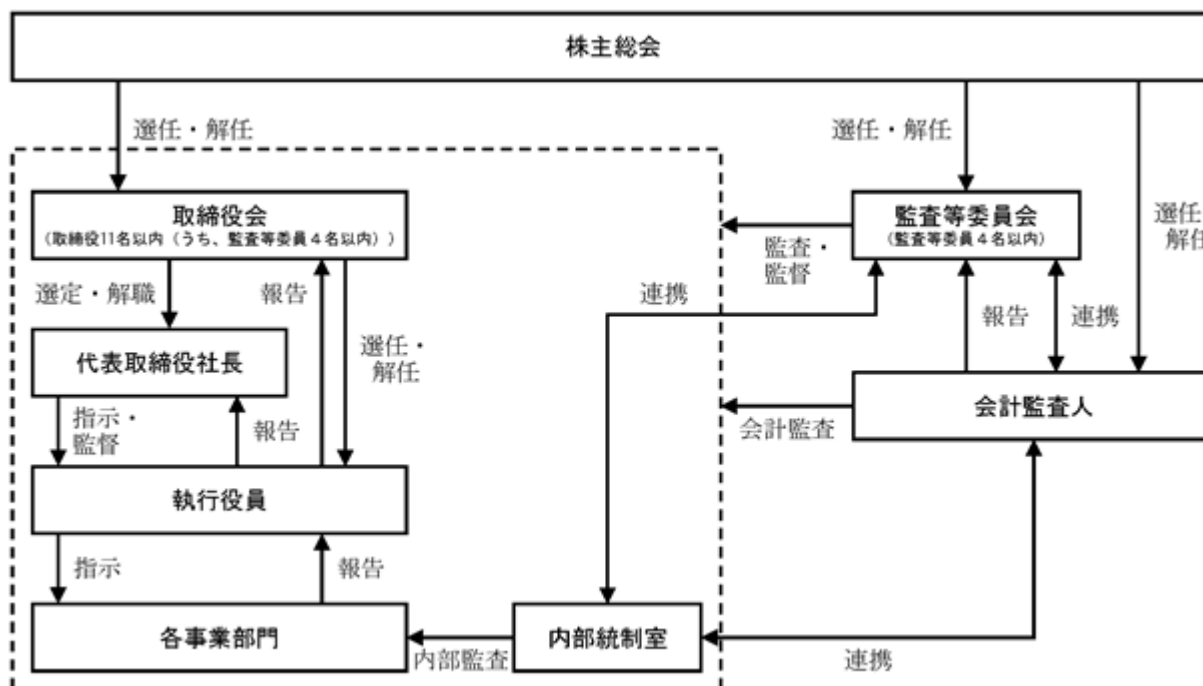 株主総会
選任・解任
選任・解任
選任・
解任
取締役会
(取締役11名以内(うち、監査等委員4名以内))
監査等委員会
(監査等委員4名以内)
監査・
監督
選定・解職
報告
連携
報告
連携
選任・
解任
代表取締役社長
会計監査人
指示・
監督
報告
会計監査
執行役員
指示
報告
各事業部門
内部監査
内部統制室
連携